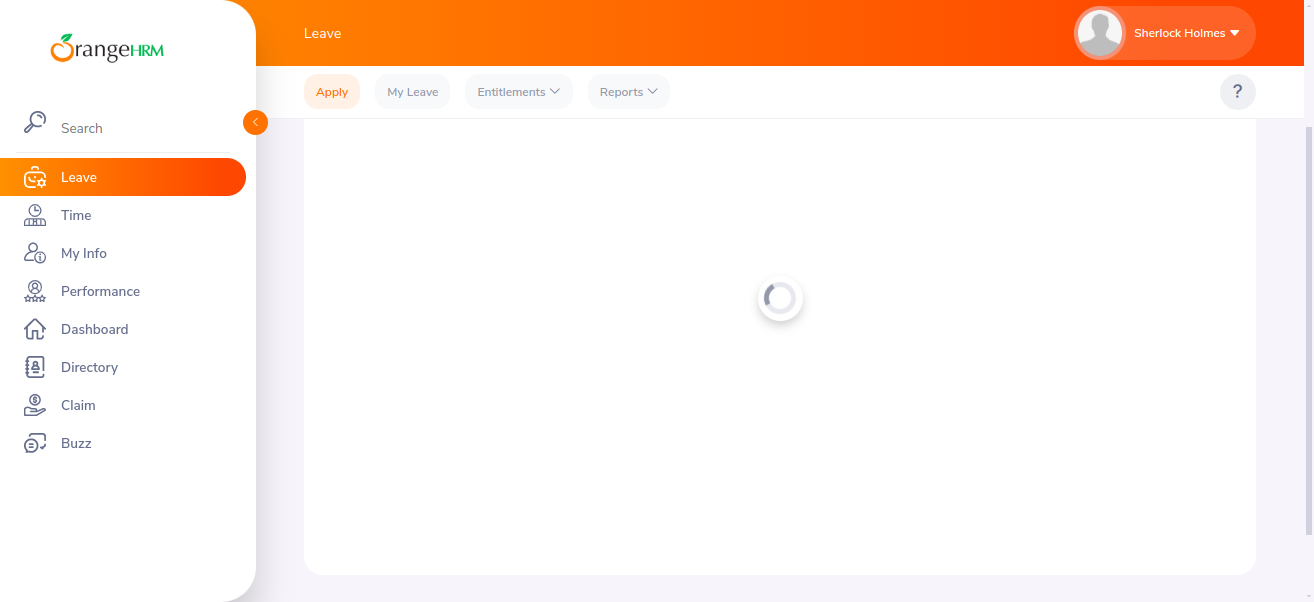 OrangeHRM
Leave
Sherlock Holmes
Apply
My Leave
Entitlements
Reports
?
Search
Leave
Time
My Info
Performance
Dashboard
Directory
Claim
Buzz